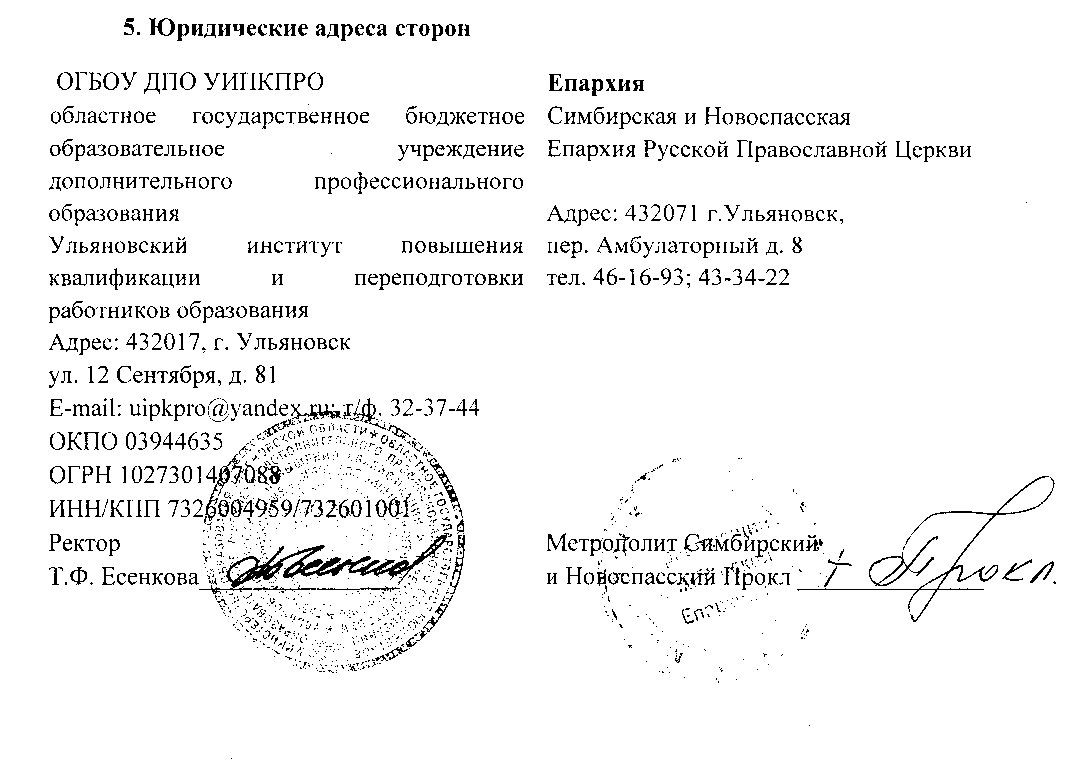 5. Юридические адреса сторон
ОГБОУ ДПО УИПКПРО
областное государственное бюджетное
образовательное учреждение
дополнительного профессионального
образования
Ульяновский институт повышения
квалификации и переподготовки
работников образования
Адрес: 432017, г. Ульяновск
ул. 12 Сентября, д. 81
E-mail: uipkpro@yandex.ru; т/ф. 32-37-44
ОКПО 03944635
ОГРН 1027301407088
ИНН/КПП 7326004959/732601001
Ректор
Т.Ф. Есенкова
Епархия
Симбирская и Новоспасская
Епархия Русской Православной Церкви
Адрес: 432071 г.Ульяновск,
пер. Амбулаторный д. 8
тел. 46-16-93; 43-34-22
Митрополит Симбирский
и Новоспасский Прокл
† Прокл.